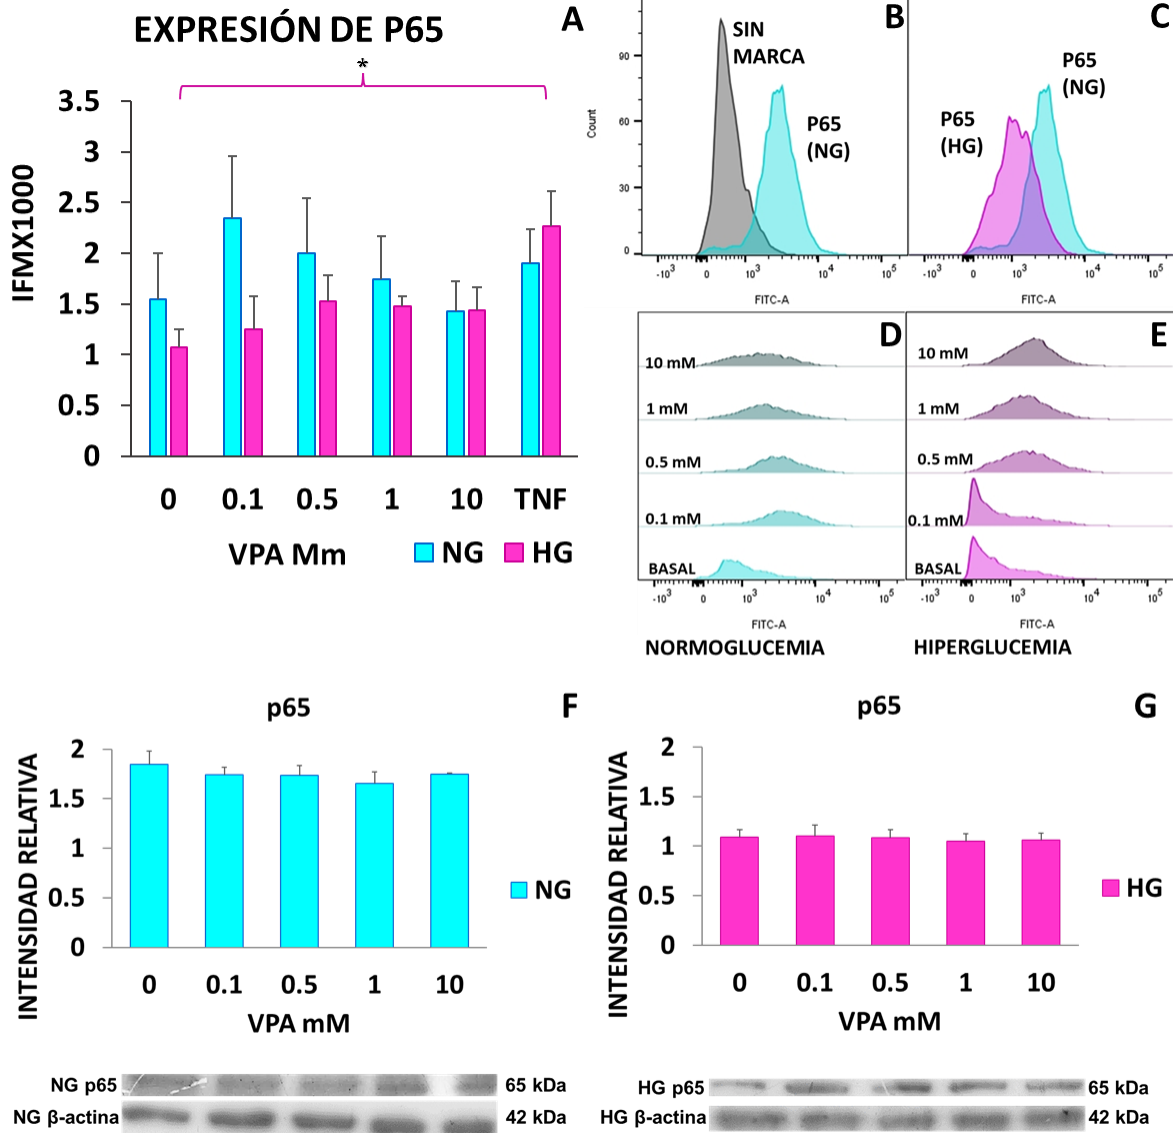 EXPRESIÓN DE P65
A
*
3.5
3
2.5
2
1.5
1
0.5
0
IFMX1000
0 0.1 0.5 1 10 TNF
VPA Mm
NG HG
B
SIN
MARCA
P65
(NG)
Count
90
60
30
0
-10³ 0 10³ 10⁴ 10⁵
FITC-A
C
P65
(NG)
P65
(HG)
-10³ 0 10³ 10⁴ 10⁵
FITC-A
D
10 mM
1 mM
0.5 mM
0.1 mM
BASAL
-10³ 0 10³ 10⁴ 10⁵
FITC-A
NORMOGLUCEMIA
E
10 mM
1 mM
0.5 mM
0.1 mM
BASAL
-10³ 0 10³ 10⁴ 10⁵
FITC-A
HIPERGLUCEMIA
p65
F
2
1.5
1
0.5
0
INTENSIDAD RELATIVA
NG
0 0.1 0.5 1 10
VPA mM
NG p65 65 kDa
NG β-actina 42 kDa
p65
G
2
1.5
1
0.5
0
INTENSIDAD RELATIVA
HG
0 0.1 0.5 1 10
VPA mM
HG p65 65 kDa
HG β-actina 42 kDa